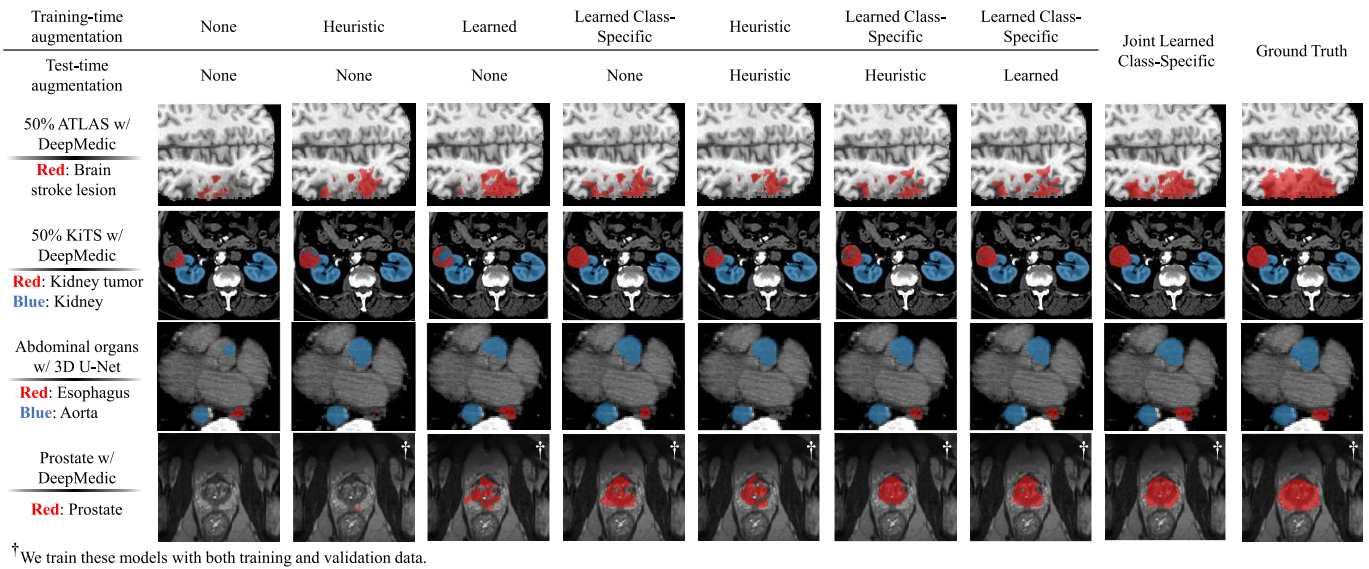 Training-time
augmentation
None
Heuristic
Learned
Learned Class-
Specific
Heuristic
Learned Class-
Specific
Learned Class-
Specific
Joint Learned
Class-Specific
Ground Truth
Test-time
augmentation
None
None
None
None
Heuristic
Heuristic
Learned
50% ATLAS w/
DeepMedic
Red: Brain
stroke lesion
50% KiTS w/
DeepMedic
Red: Kidney tumor
Blue: Kidney
Abdominal organs
w/ 3D U-Net
Red: Esophagus
Blue: Aorta
Prostate w/
DeepMedic
Red: Prostate
†
†
†
†
†
†
†
†
†We train these models with both training and validation data.